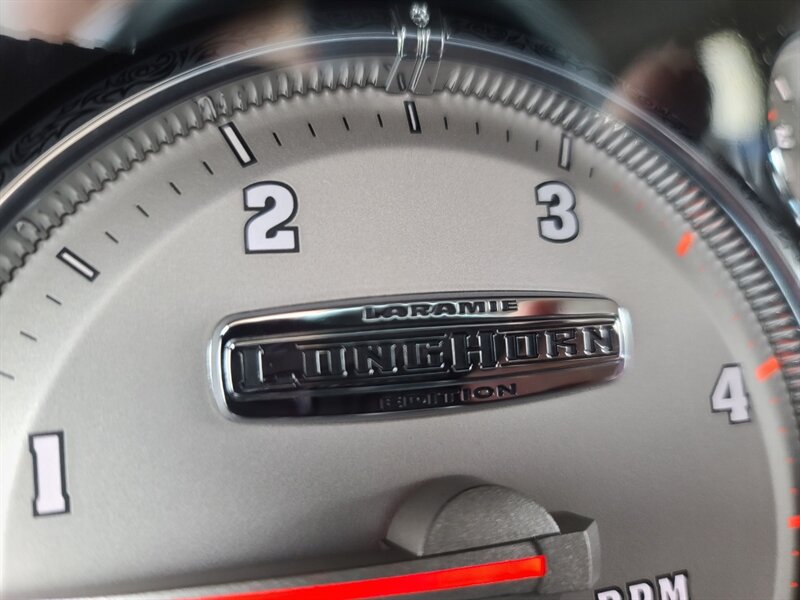 2
3
LARAMIE
LONGHORN
EDITION
4
1
RPM